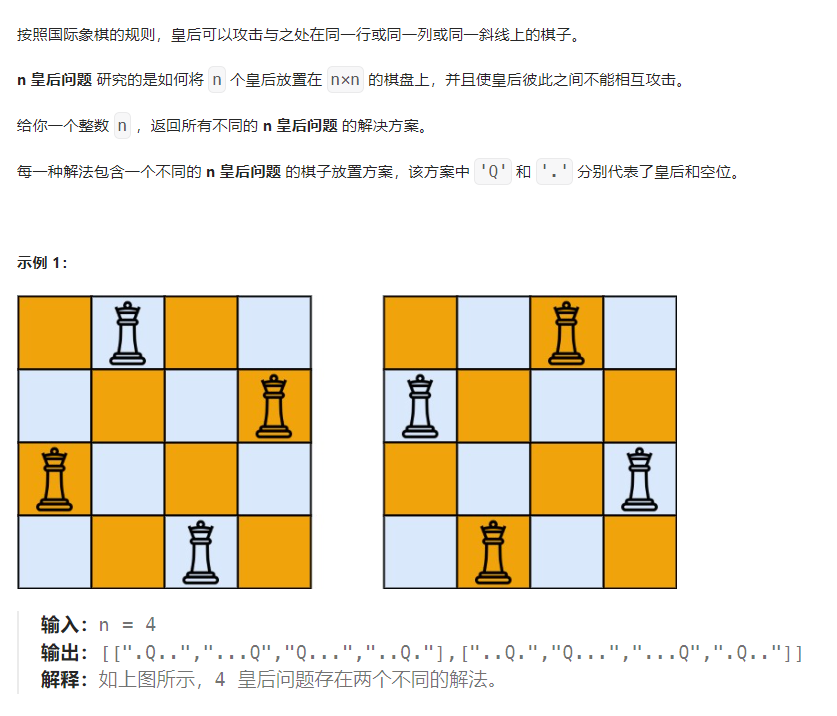 按照国际象棋的规则，皇后可以攻击与之处在同一行或同一列或同一斜线上的棋子。
n 皇后问题 研究的是如何将 n 个皇后放置在 n×n 的棋盘上，并且使皇后彼此之间不能相互攻击。
给你一个整数 n ，返回所有不同的 n 皇后问题 的解决方案。
每一种解法包含一个不同的 n 皇后问题 的棋子放置方案，该方案中 'Q' 和 '.' 分别代表了皇后和空位。
示例 1：
输入：n = 4
输出：[[".Q..","...Q","Q...","..Q."],["..Q.","Q...","...Q",".Q.."]]
解释：如上图所示，4 皇后问题存在两个不同的解法。